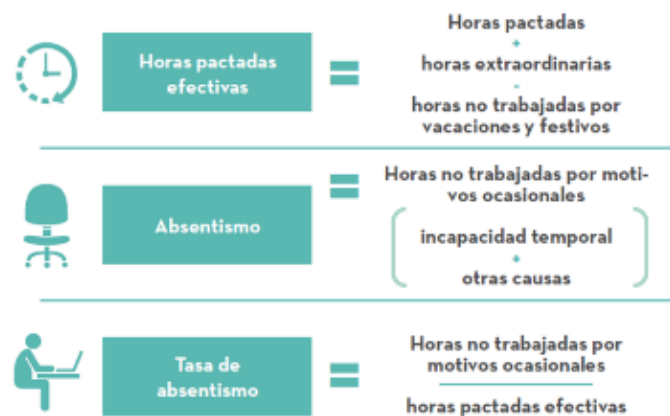 Horas pactadas
efectivas
=
Horas pactadas
+
horas extraordinarias
-
horas no trabajadas por
vacaciones y festivos
Absentismo
=
Horas no trabajadas por moti-
vos ocasionales
incapacidad temporal
+
otras causas
Tasa de
absentismo
=
Horas no trabajadas por
motivos ocasionales
horas pactadas efectivas